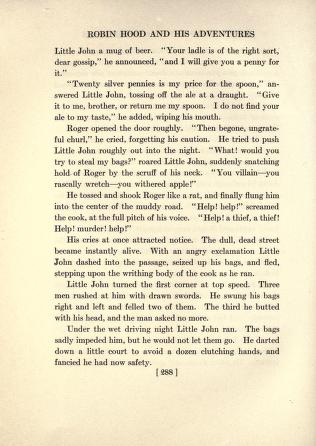 ROBIN HOOD AND HIS ADVENTURES
Little John a mug of beer. "Your ladle is of the right sort,
dear gossip," he announced, "and I will give you a penny for
it."
"Twenty silver pennies is my price for the spoon," an-
swered Little John, tossing off the ale at a draught. "Give
it to me, brother, or return me my spoon. I do not find your
ale to my taste," he added, wiping his mouth.
Roger opened the door roughly. "Then begone, ungrate-
ful churl," he cried, forgetting his caution. He tried to push
Little John roughly out into the night. "What! would you
try to steal my bags?" roared Little John, suddenly snatching
hold of Roger by the scruff of his neck. "You villain—you
rascally wretch—you withered apple!"
He tossed and shook Roger like a rat, and finally flung him
into the center of the muddy road. "Help! help!" screamed
the cook, at the full pitch of his voice. "Help! a thief, a thief!
Help! murder! help!"
His cries at once attracted notice. The dull, dead street
became instantly alive. With an angry exclamation Little
John dashed into the passage, seized up his bags, and fled,
stepping upon the writhing body of the cook as he ran.
Little John turned the first corner at top speed. Three
men rushed at him with drawn swords. He swung his bags
right and left and felled two of them. The third he butted
with his head, and the man asked no more.
Under the wet driving night Little John ran. The bags
sadly impeded him, but he would not let them go. He darted
down a little court to avoid a dozen clutching hands, and
fancied he had now safety.
[ 288 ]